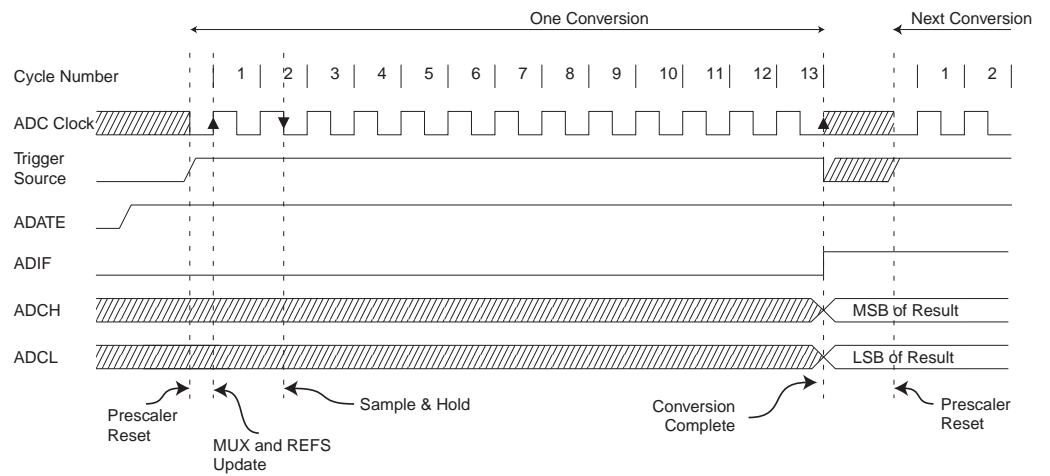 One Conversion
Next Conversion
Cycle Number
1 2 3 4 5 6 7 8 9 10 11 12 13 1 2
ADC Clock
Trigger
Source
ADATE
ADIF
ADCH
MSB of Result
ADCL
LSB of Result
Prescaler
Reset
MUX and REFS
Update
Sample & Hold
Conversion
Complete
Prescaler
Reset